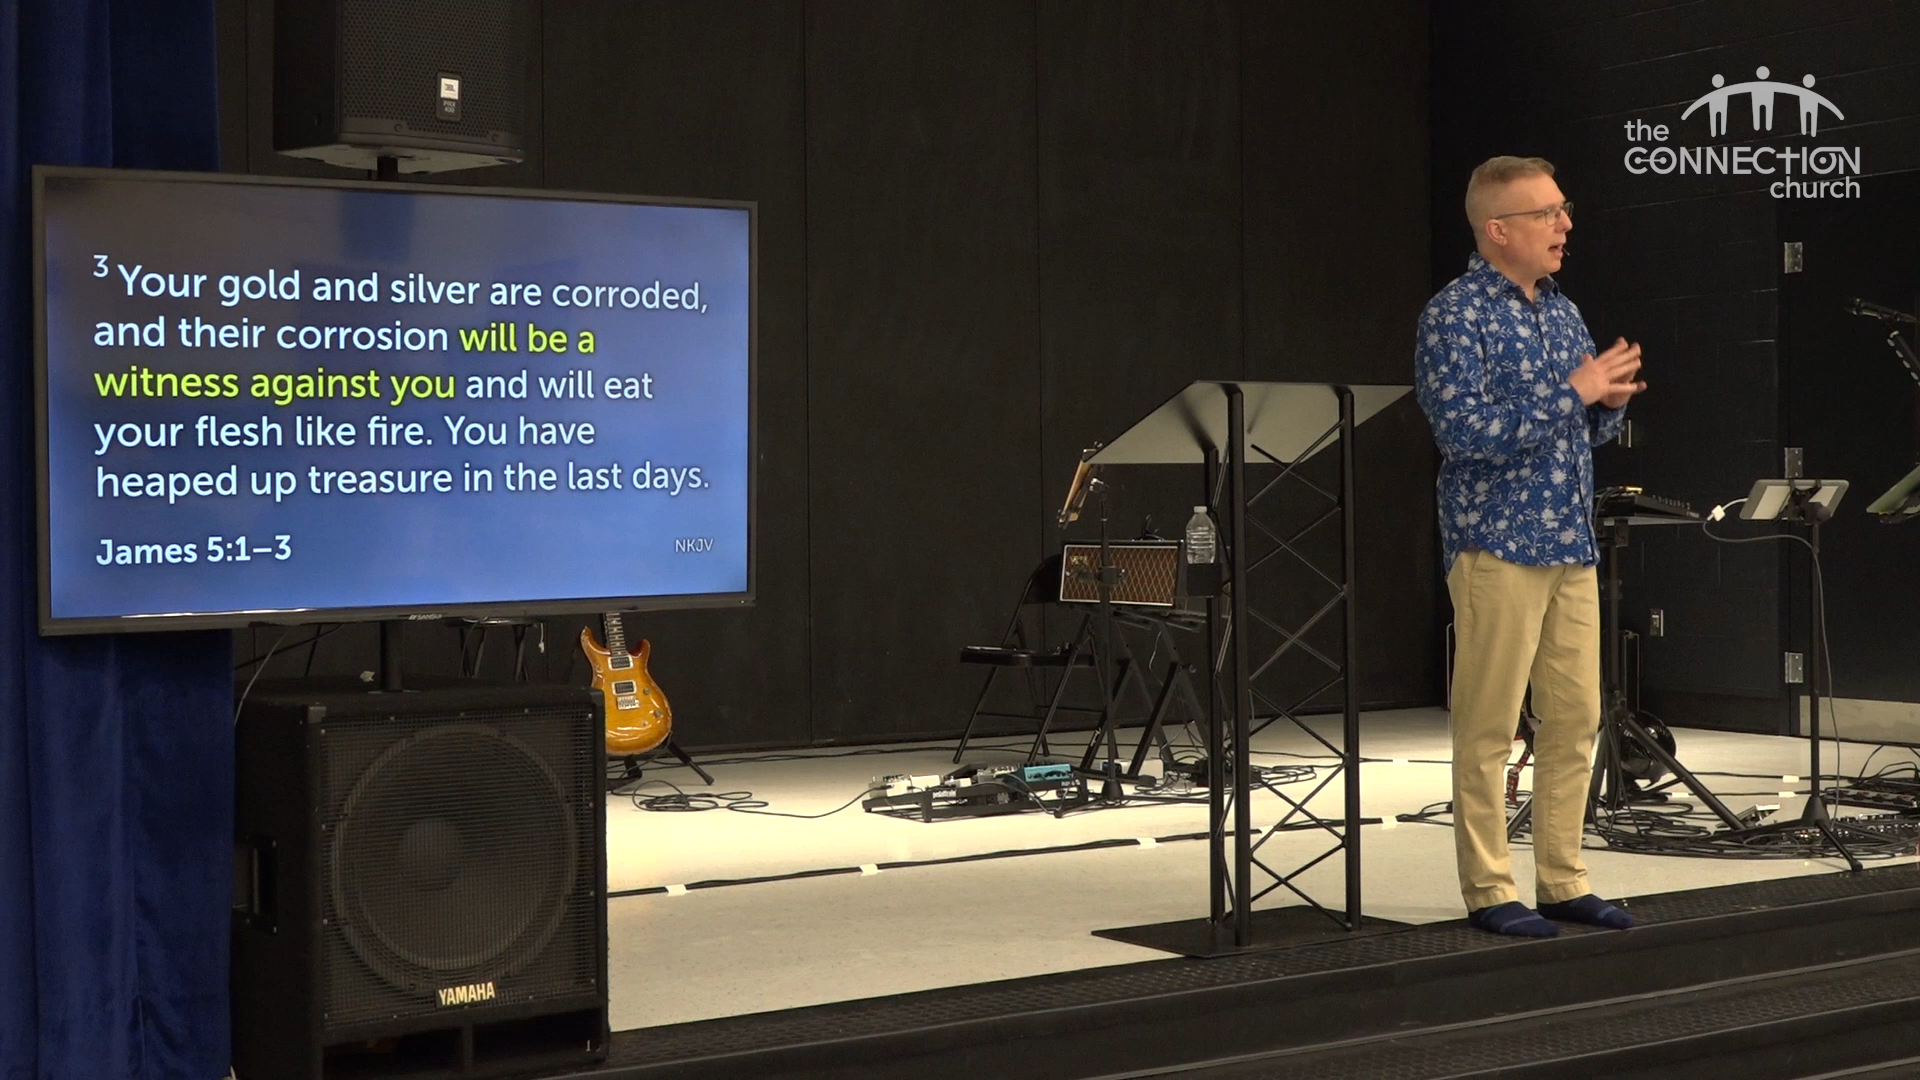 the
CONNECTION
church
JBL
3 Your gold and silver are corroded,
and their corrosion will be a
witness against you and will eat
your flesh like fire. You have
heaped up treasure in the last days.
James 5:1–3
NKJV
SANSUI
YAMAHA